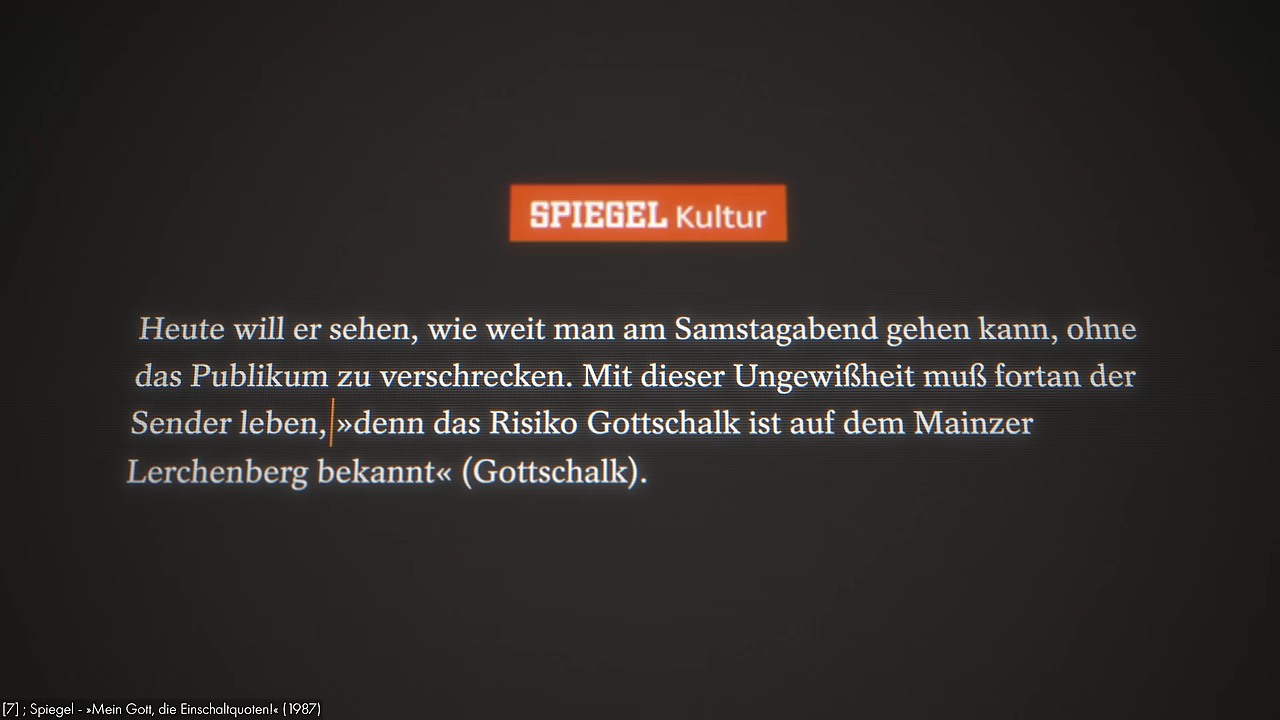 SPIEGEL Kultur
Heute will er sehen, wie weit man am Samstagabend gehen kann, ohne
das Publikum zu verschrecken. Mit dieser Ungewißheit muß fortan der
Sender leben, »denn das Risiko Gottschalk ist auf dem Mainzer
Lerchenberg bekannt« (Gottschalk).
[7] ; Spiegel - »Mein Gott, die Einschaltquoten!« (1987)